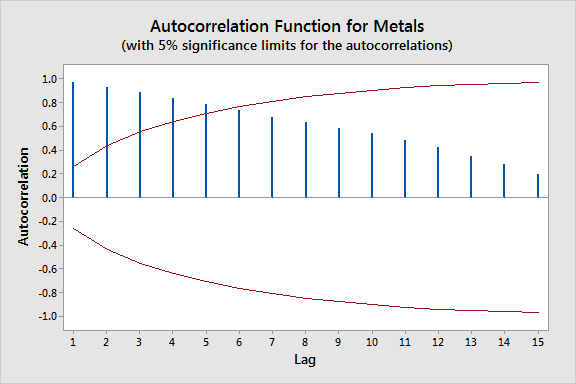 Autocorrelation Function for Metals
(with 5% significance limits for the autocorrelations)
Autocorrelation
1.0
0.8
0.6
0.4
0.2
0.0
-0.2
-0.4
-0.6
-0.8
-1.0
1 2 3 4 5 6 7 8 9 10 11 12 13 14 15
Lag